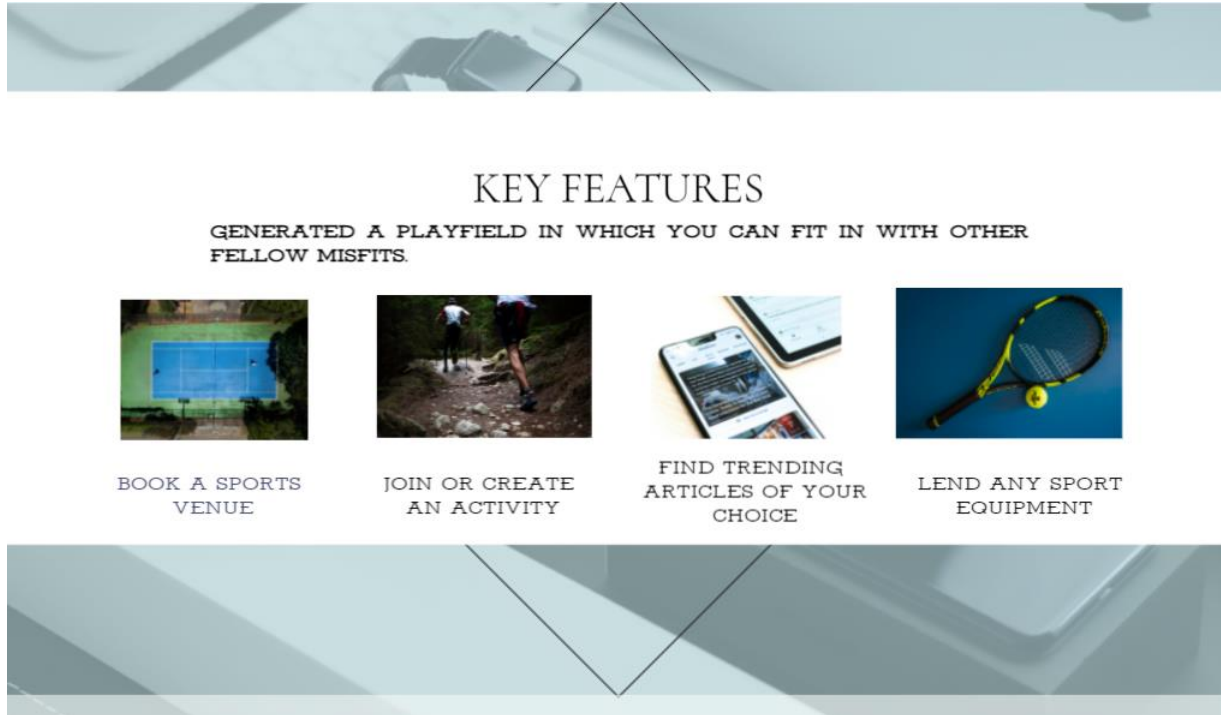 KEY FEATURES
GENERATED A PLAYFIELD IN WHICH YOU CAN FIT IN WITH OTHER
FELLOW MISFITS.
BOOK A SPORTS
VENUE
JOIN OR CREATE
AN ACTIVITY
FIND TRENDING
ARTICLES OF YOUR
CHOICE
LEND ANY SPORT
EQUIPMENT